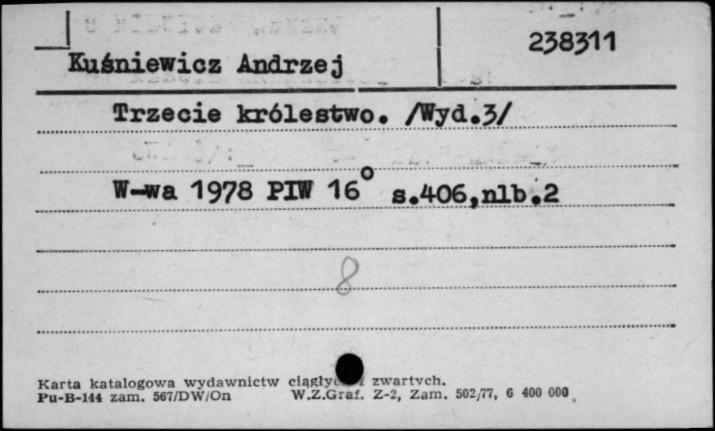 Kuśniewicz Andrzej 238311
Trzecie królestwo. /Wyd.3/
W-wa 1978 PIW 16° s.406,nlb.2
8
Karta katalogowa wydawnictw zwartych.
Pu-B-144 zam. 567/DW/On W.Z.Graf. Z-2, Zam. 502/77, 6 400 000